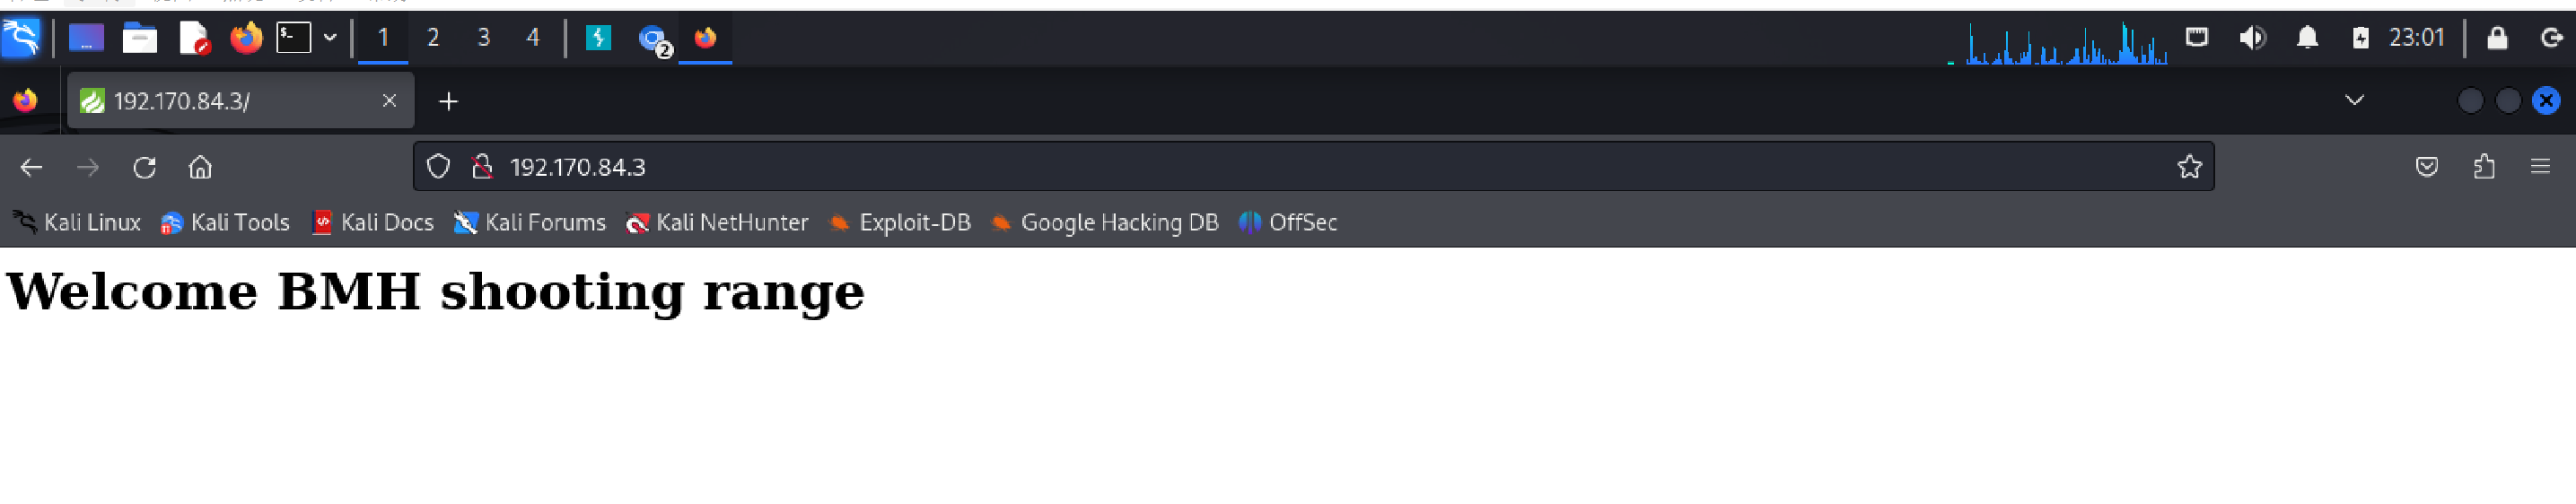 1 2 3 4 2 23:01
192.170.84.3/
192.170.84.3
Kali Linux Kali Tools Kali Docs Kali Forums Kali NetHunter Exploit-DB Google Hacking DB OffSec
Welcome BMH shooting range